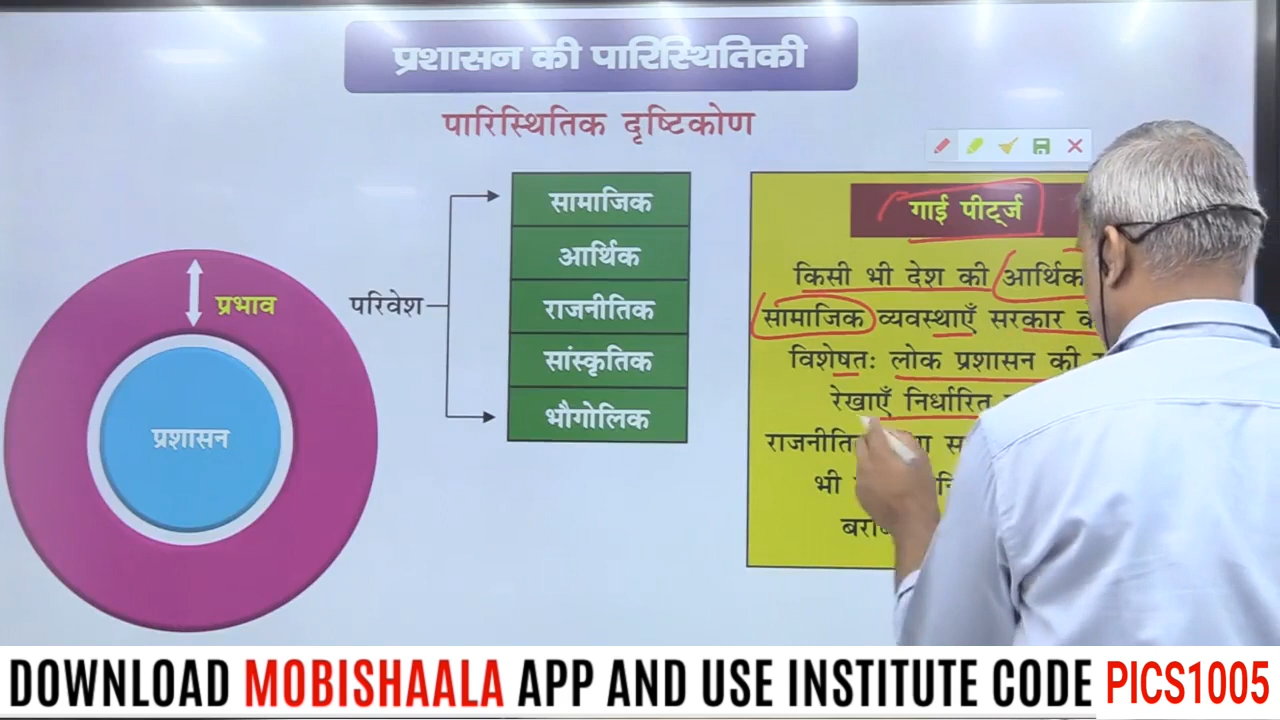 प्रशासन की पारिस्थितिकी
पारिस्थितिक दृष्टिकोण
सामाजिक
आर्थिक
राजनीतिक
सांस्कृतिक
भौगोलिक
परिवेश
प्रभाव
प्रशासन
गाई पीटर्ज
किसी भी देश की आर्थिक
सामाजिक व्यवस्थाएँ सरकार
विशेषतः लोक प्रशासन की
रेखाएँ निर्धारित
भी
DOWNLOAD MOBISHAALA APP AND USE INSTITUTE CODE PICS1005